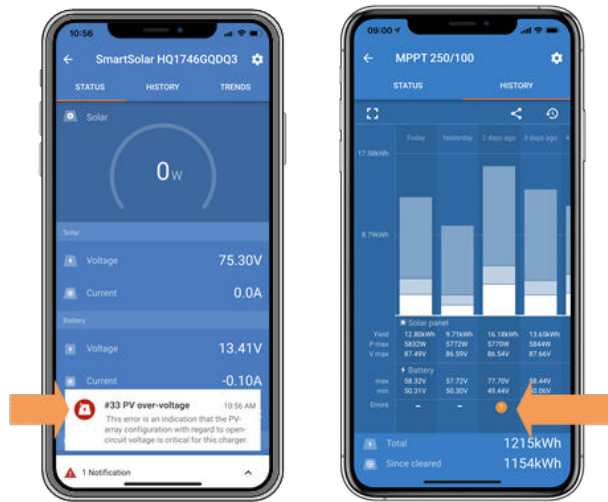 10:56
SmartSolar HQ1746GQDQ3
STATUS HISTORY TRENDS
Solar
0W
Solar
Voltage 75.30V
Current 0.0A
Battery
Voltage 13.41V
Current -0.10A
#33 PV over-voltage 10:56 AM
This error is an indication that the PV-
array configuration with regard to open-
circuit voltage is critical for this charger.
1 Notification
09:00
MPPT 250/100
STATUS HISTORY
Today Yesterday 2 days ago 3 days ago
17.58kWh
8.79kWh
Solar panel
Yield 12.80kWh 9.71kWh 16.18kWh 13.65kWh
P max 5832W 5772W 5770W 5844W
V max 87.49V 86.59V 86.54V 87.66V
Battery
max 58.32V 57.72V 77.70V 58.44V
min 50.31V 50.30V 49.44V 50.06V
Errors – – 1
Total 1215kWh
Since cleared 1154kWh